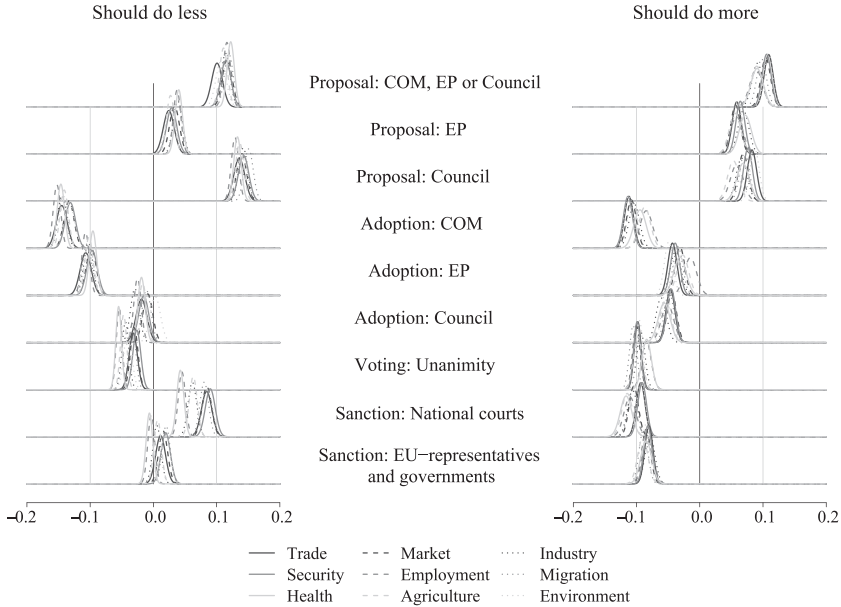 Should do less
Should do more
Proposal: COM, EP or Council
Proposal: EP
Proposal: Council
Adoption: COM
Adoption: EP
Adoption: Council
Voting: Unanimity
Sanction: National courts
Sanction: EU−representatives
and governments
−0.2 −0.1 0.0 0.1 0.2
−0.2 −0.1 0.0 0.1 0.2
Trade Market Industry
Security Employment Migration
Health Agriculture Environment